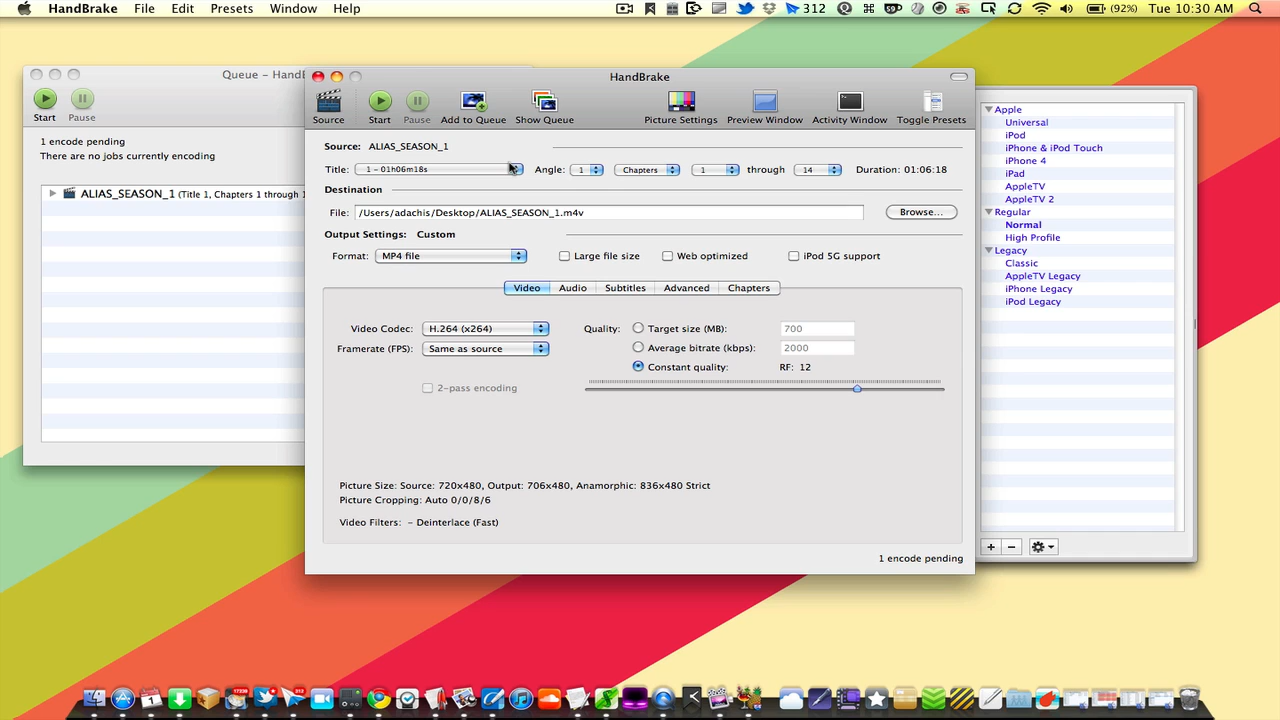 HandBrake File Edit Presets Window Help 312 (92%) Tue 10:30 AM
Queue – HandB
Start Pause
1 encode pending
There are no jobs currently encoding
ALIAS_SEASON_1 (Title 1, Chapters 1 through 1
HandBrake
Source Start Pause Add to Queue Show Queue Picture Settings Preview Window Activity Window Toggle Presets
Source: ALIAS_SEASON_1
Title: 1 – 01h06m18s Angle: 1 Chapters 1 through 14 Duration: 01:06:18
Destination
File: /Users/adachis/Desktop/ALIAS_SEASON_1.m4v Browse...
Output Settings: Custom
Format: MP4 file Large file size Web optimized iPod 5G support
Video Audio Subtitles Advanced Chapters
Video Codec: H.264 (x264) Quality: Target size (MB): 700
Framerate (FPS): Same as source Average bitrate (kbps): 2000
Constant quality: RF: 12
2-pass encoding
Picture Size: Source: 720x480, Output: 706x480, Anamorphic: 836x480 Strict
Picture Cropping: Auto 0/0/8/6
Video Filters: – Deinterlace (Fast)
1 encode pending
Apple
Universal
iPod
iPhone & iPod Touch
iPhone 4
iPad
AppleTV
AppleTV 2
Regular
Normal
High Profile
Legacy
Classic
AppleTV Legacy
iPhone Legacy
iPod Legacy